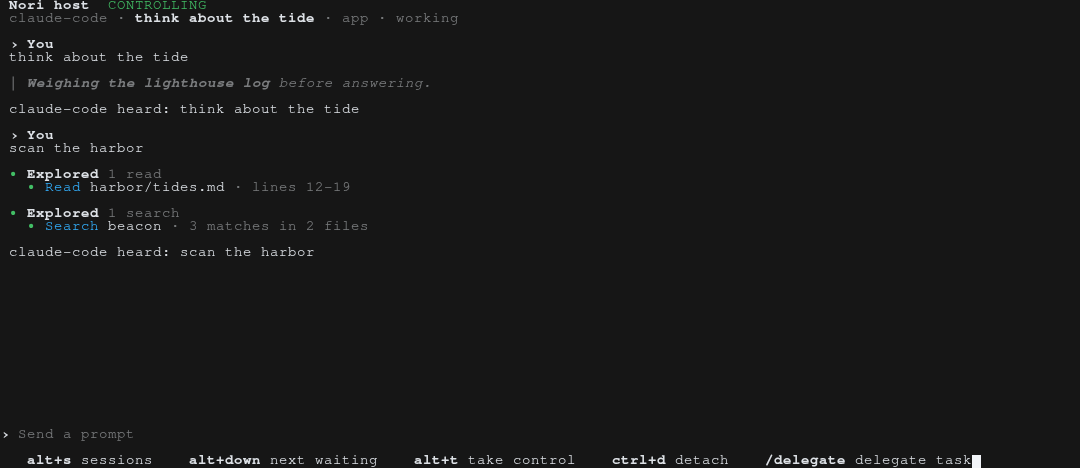 Nori host  CONTROLLING
claude-code · think about the tide · app · working
› You
think about the tide
│ Weighing the lighthouse log before answering.
claude-code heard: think about the tide
› You
scan the harbor
• Explored 1 read
• Read harbor/tides.md · lines 12-19
• Explored 1 search
• Search beacon · 3 matches in 2 files
claude-code heard: scan the harbor
› Send a prompt
alt+s sessions    alt+down next waiting    alt+t take control    ctrl+d detach    /delegate delegate task